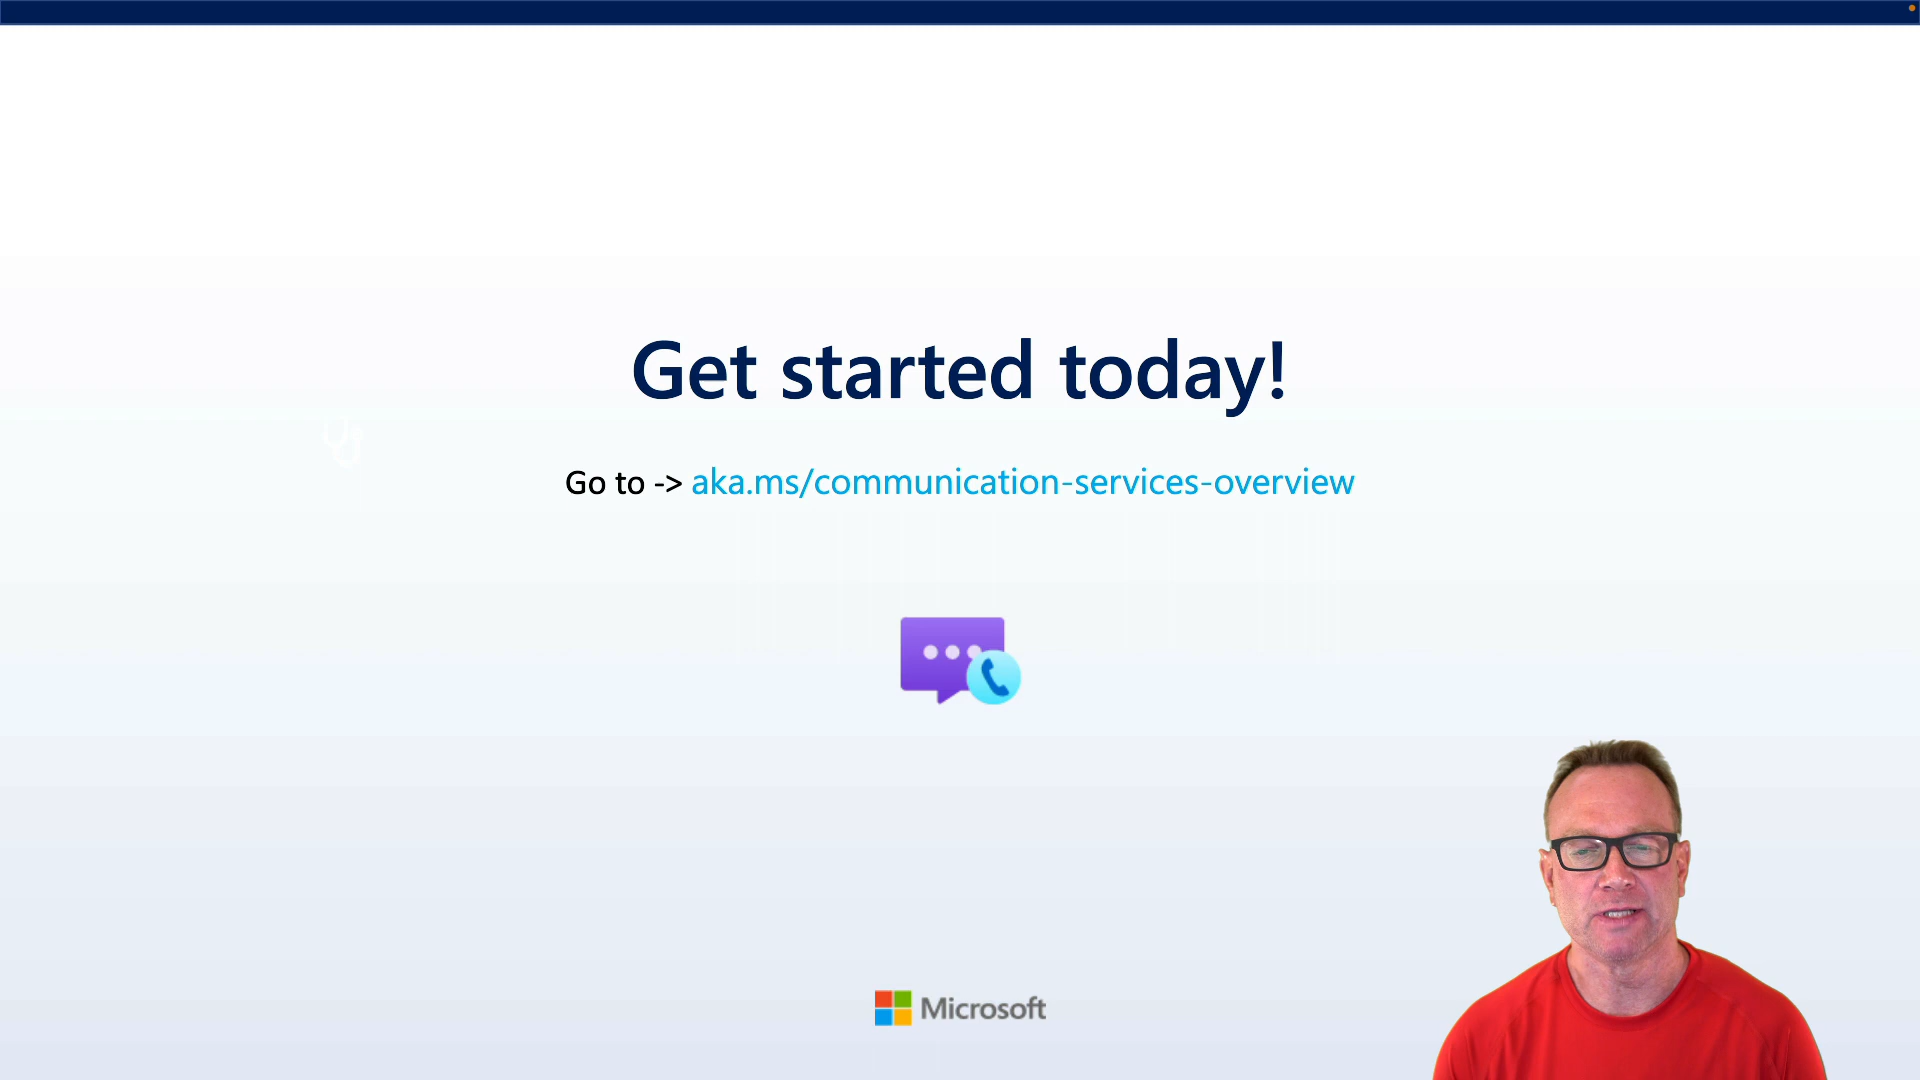 Get started today!
Go to -> aka.ms/communication-services-overview
Microsoft